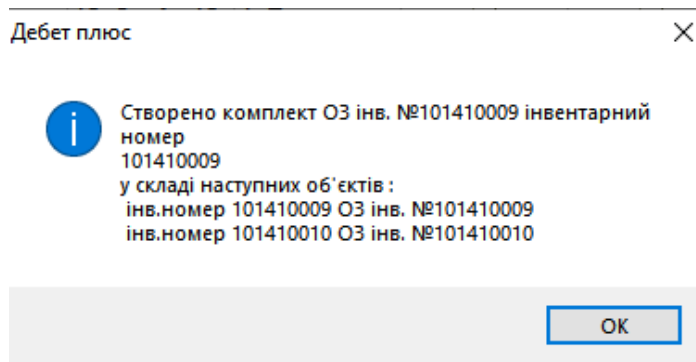 Дебет плюс
Створено комплект ОЗ інв. №101410009 інвентарний
номер
101410009
у складі наступних об'єктів :
інв.номер 101410009 ОЗ інв. №101410009
інв.номер 101410010 ОЗ інв. №101410010
ОК